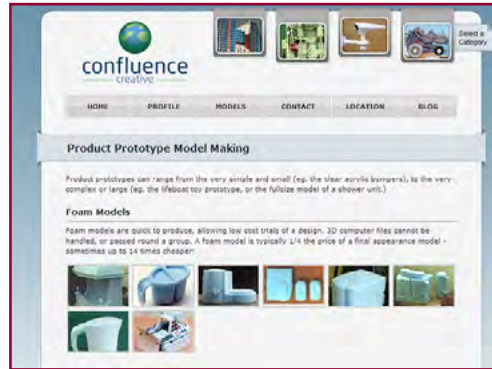 confluence
creative
Select a
Category
HOME PROFILE MODELS CONTACT LOCATION BLOG
Product Prototype Model Making
Product prototypes can range from the very simple and small (eg. the clear acrylic bumpers), to the very
complex or large (eg. the lifeboat toy prototype, or the fullsize model of a shower unit.)
Foam Models
Foam models are quick to produce, allowing low cost trials of a design. 3D computer files cannot be
handled, or passed round a group. A foam model is typically 1/4 the price of a final appearance model -
sometimes up to 14 times cheaper: